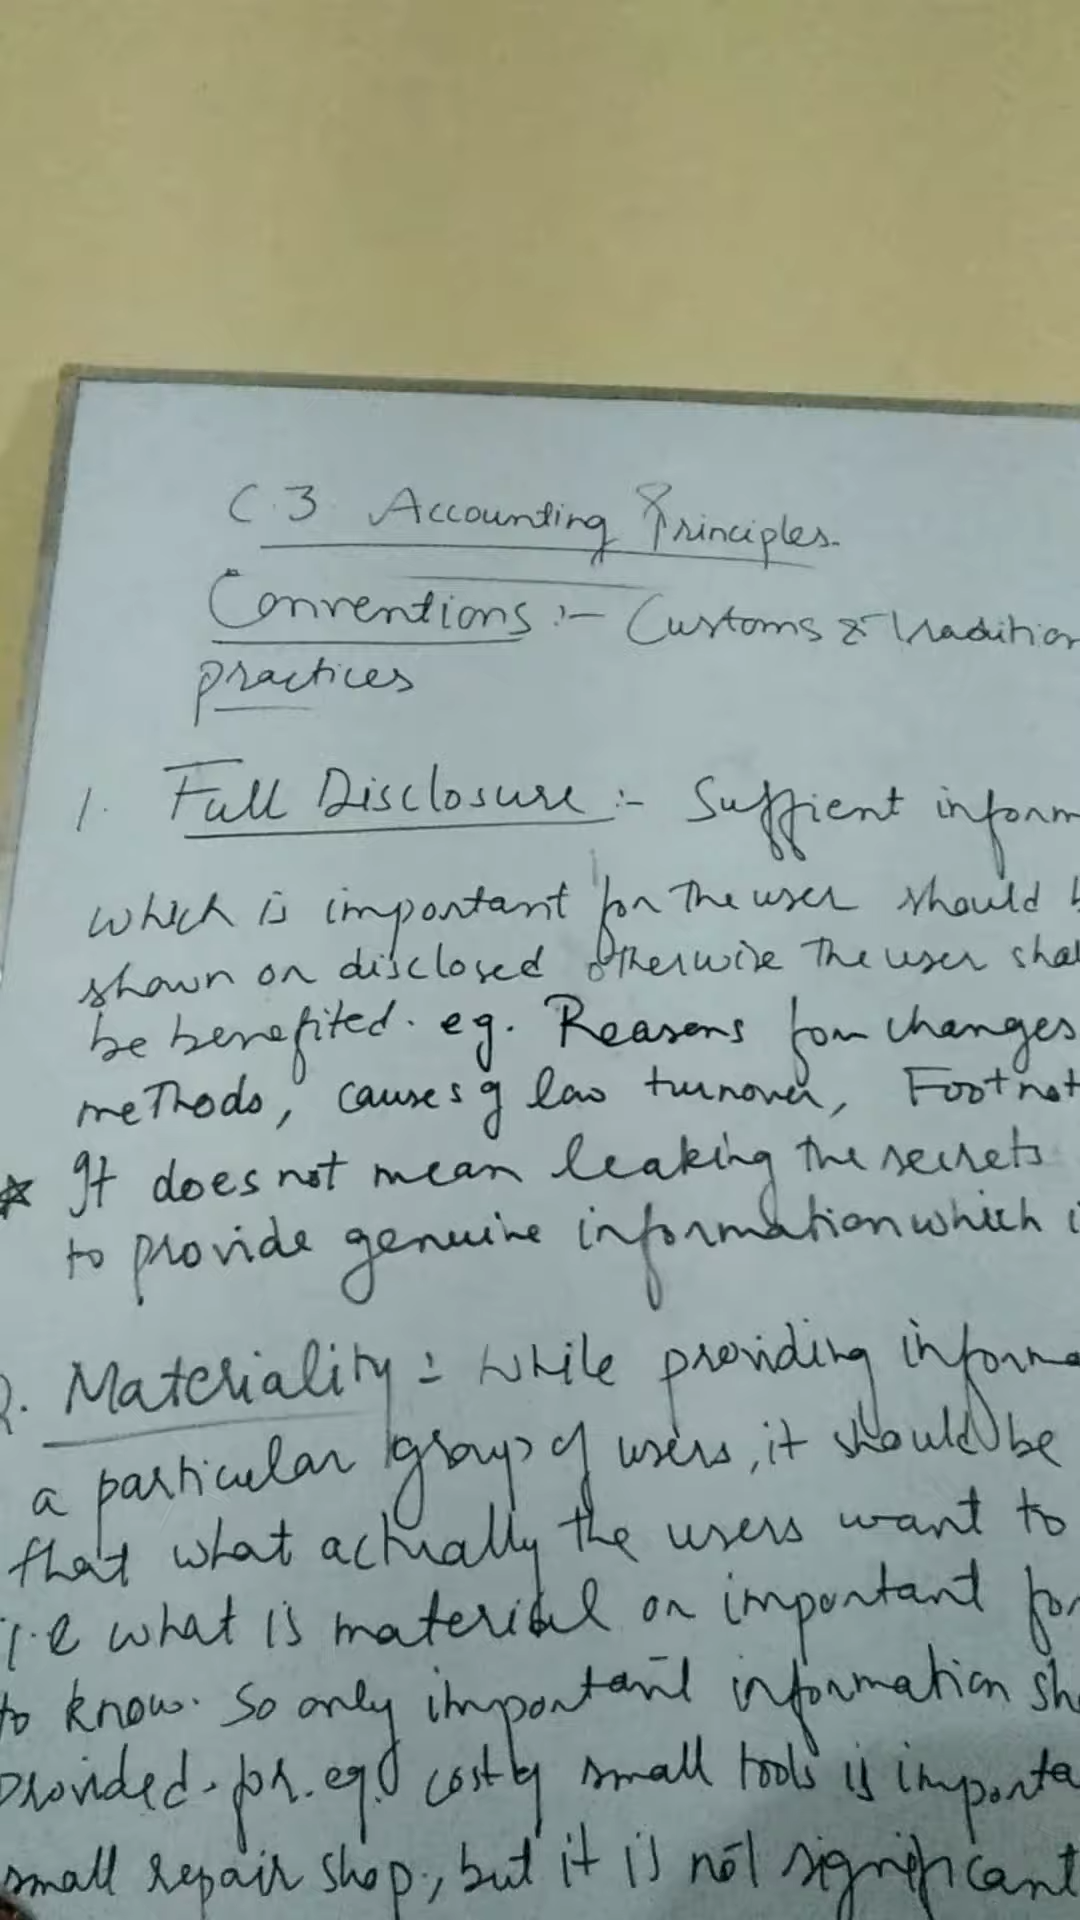 C.3 Accounting Principles.
Conventions :- Customs & Tradition
practices
1. Full Disclosure :- Suffient inform
which is important for the user should b
shown or disclosed otherwise the user shal
be benefited. eg. Reasons for changes
methods, causes of low turnover, Footnot
* It does not mean leaking the secrets
to provide genuine information which i
2. Materiality :- While providing informa
a particular group of users, it should be
that what actually the users want to
i.e what is material or important for
to know. So only important information sh
provided. for. eg. cost of small tools is importa
small repair shop, but it is not significant